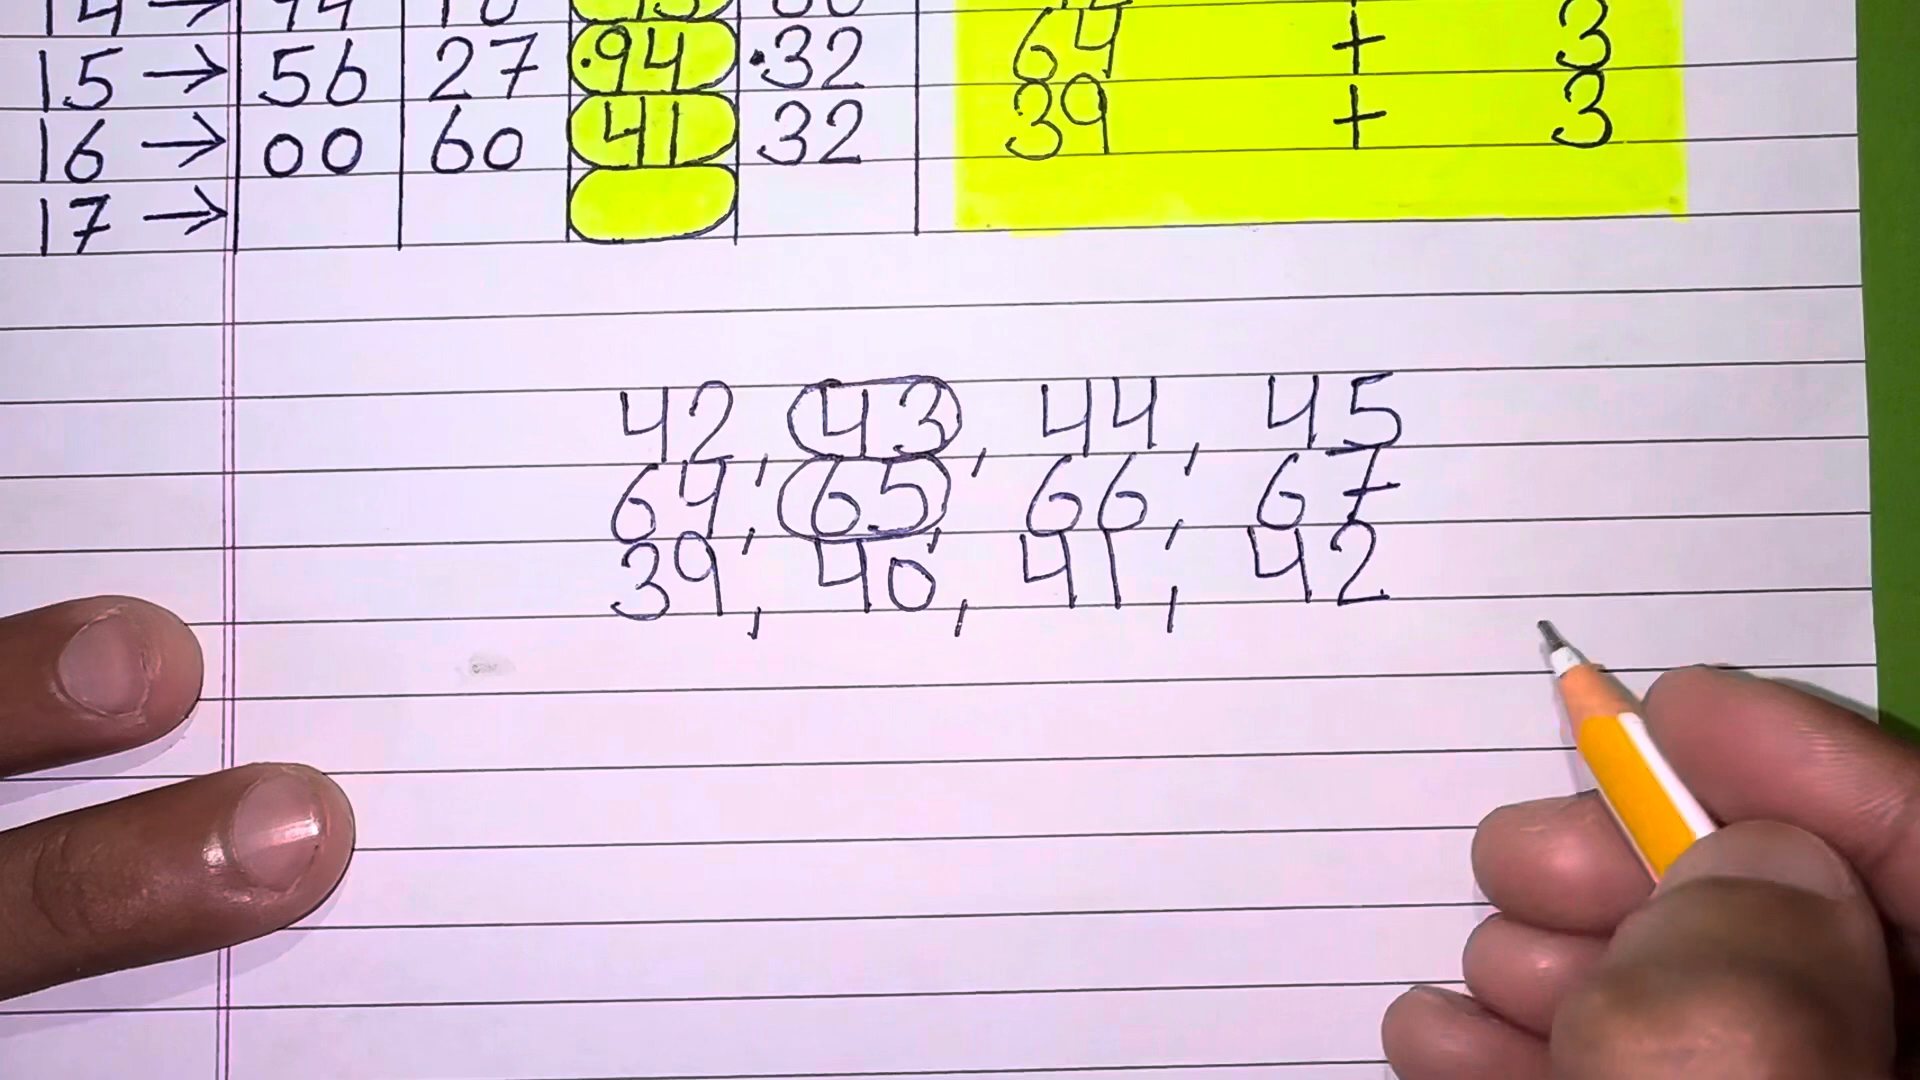 15 → 56 27 .94 .32 64 + 3
16 → 00 60 41 32 39 + 3
17 →
42, 43, 44, 45
64, 65, 66, 67
39, 40, 41, 42